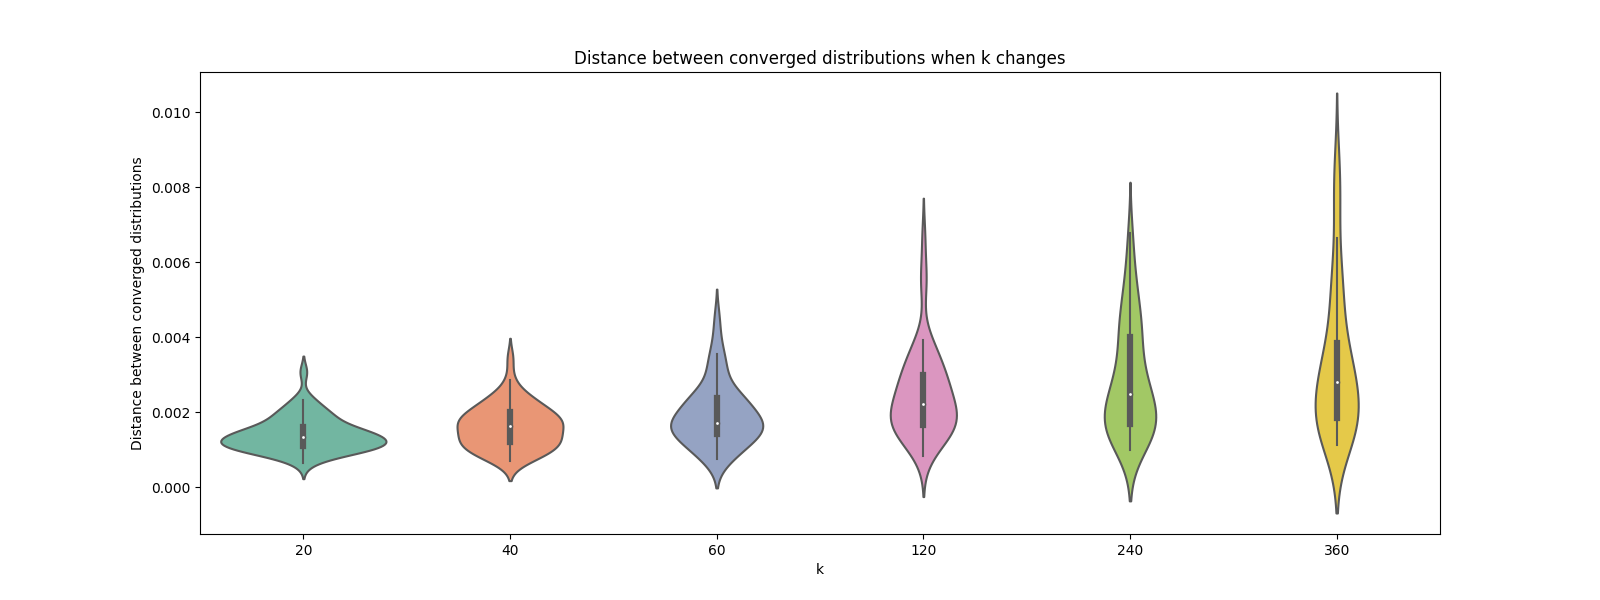 Distance between converged distributions when k changes
Distance between converged distributions
0.010
0.008
0.006
0.004
0.002
0.000
20 40 60 120 240 360
k